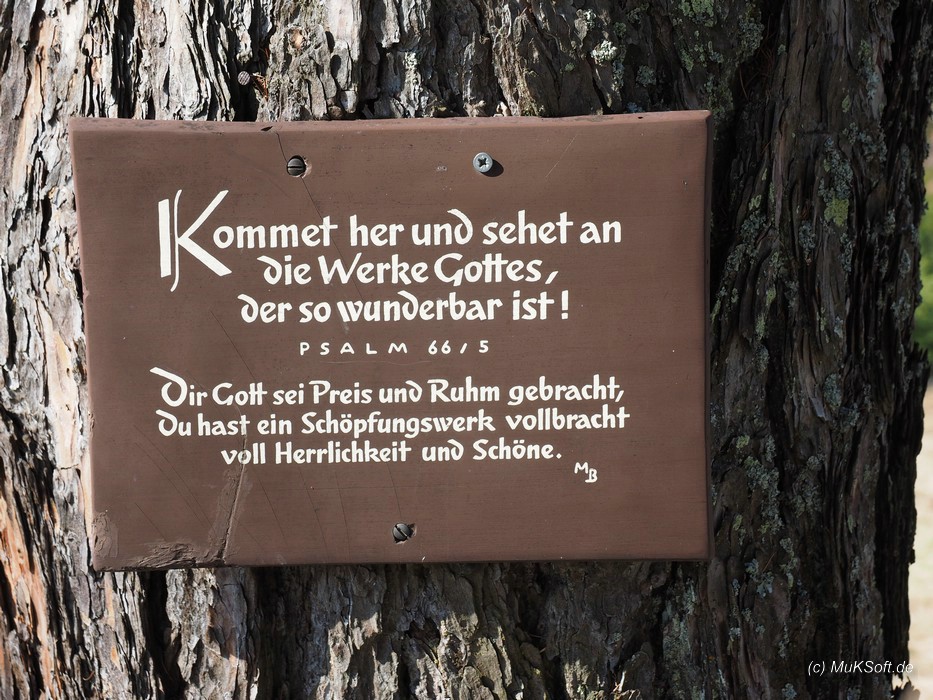 Kommet her und sehet an
die Werke Gottes,
der so wunderbar ist!
PSALM 66/5
Dir Gott sei Preis und Ruhm gebracht,
Du hast ein Schöpfungswerk vollbracht
voll Herrlichkeit und Schöne.
MB
(c) MuKSoft.de